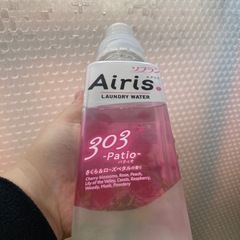 ソフラン
Airis
LAUNDRY WATER
303
-Patio-
パティオ
さくら&ローズペタルの香り
Cherry blossoms, Rose, Peach,
Lily of the Valley, Cassis, Raspberry,
Woody, Musk, Powdery